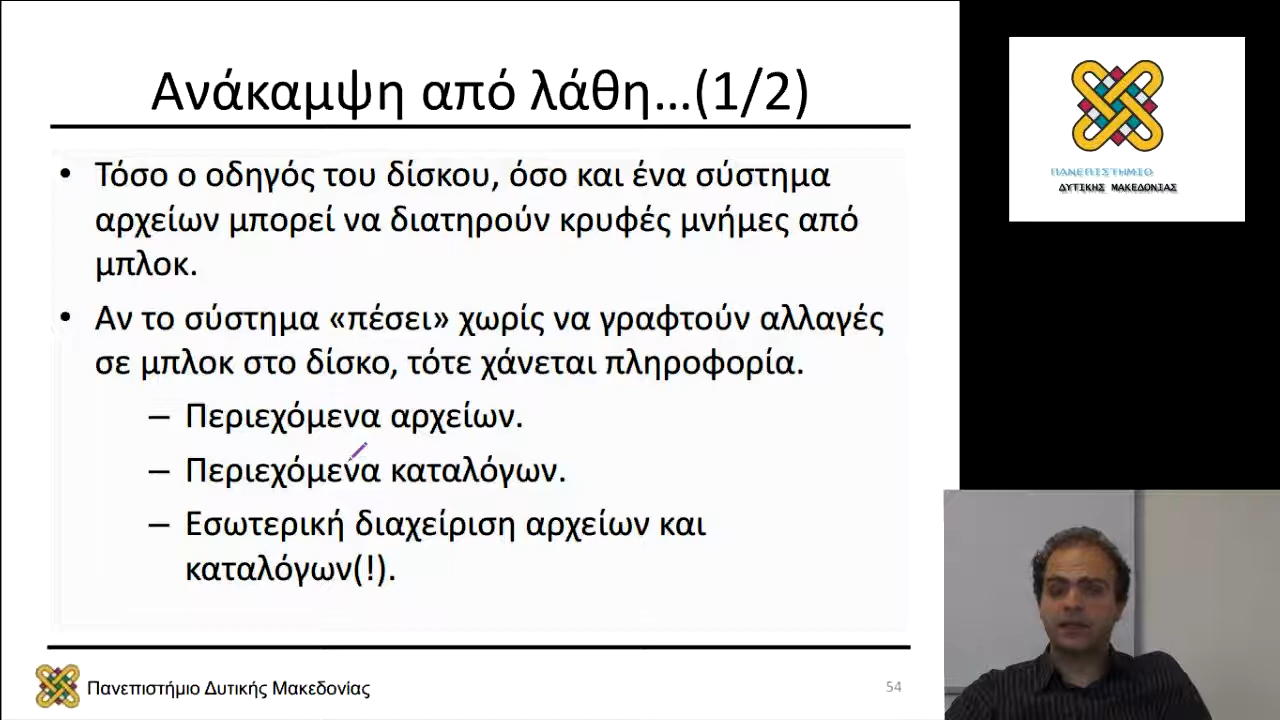 Ανάκαμψη από λάθη...(1/2)
• Τόσο ο οδηγός του δίσκου, όσο και ένα σύστημα
αρχείων μπορεί να διατηρούν κρυφές μνήμες από
μπλοκ.
• Αν το σύστημα «πέσει» χωρίς να γραφτούν αλλαγές
σε μπλοκ στο δίσκο, τότε χάνεται πληροφορία.
– Περιεχόμενα αρχείων.
– Περιεχόμενα καταλόγων.
– Εσωτερική διαχείριση αρχείων και
καταλόγων(!).
Πανεπιστήμιο Δυτικής Μακεδονίας
54
ΠΑΝΕΠΙΣΤΗΜΙΟ
ΔΥΤΙΚΗΣ ΜΑΚΕΔΟΝΙΑΣ